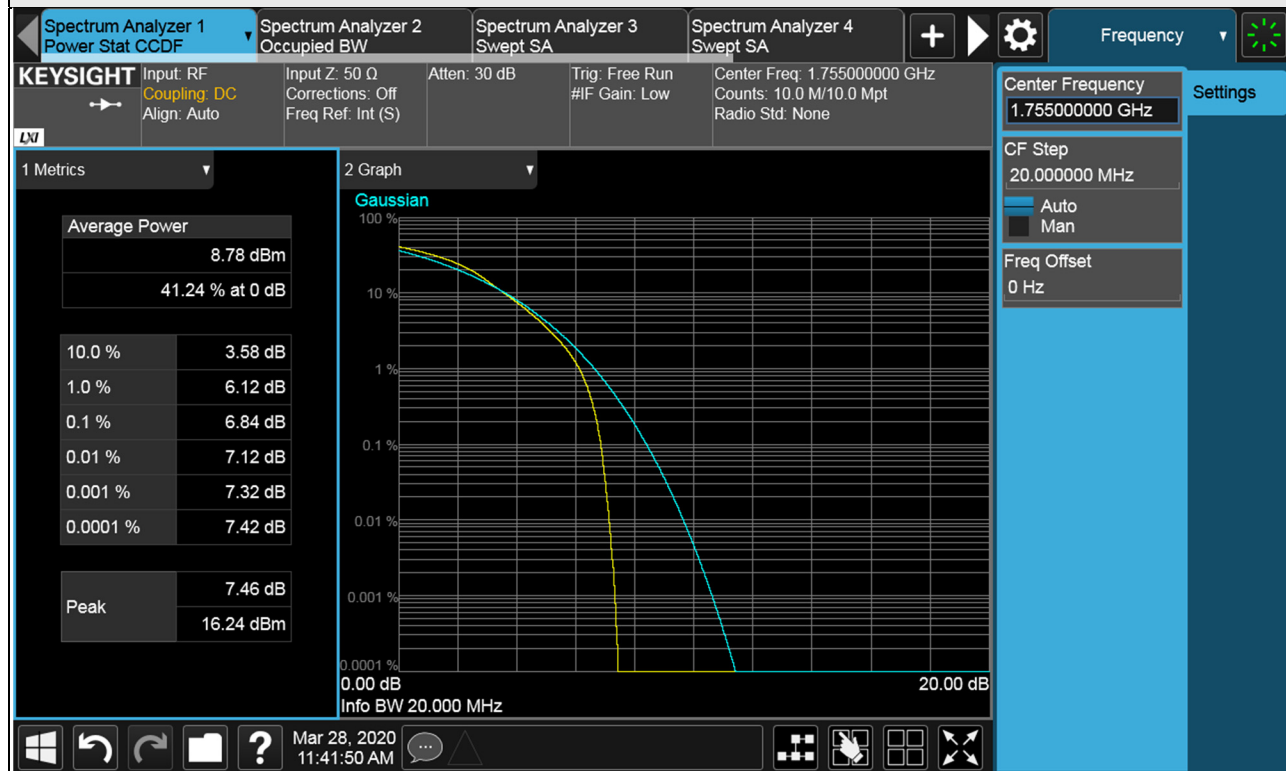 Spectrum Analyzer 1
Power Stat CCDF
Spectrum Analyzer 2
Occupied BW
Spectrum Analyzer 3
Swept SA
Spectrum Analyzer 4
Swept SA
Frequency
KEYSIGHT
LXI
Input: RF
Coupling: DC
Align: Auto
Input Z: 50 Ω
Corrections: Off
Freq Ref: Int (S)
Atten: 30 dB
Trig: Free Run
#IF Gain: Low
Center Freq: 1.755000000 GHz
Counts: 10.0 M/10.0 Mpt
Radio Std: None
Center Frequency
1.755000000 GHz
Settings
CF Step
20.000000 MHz
Auto
Man
Freq Offset
0 Hz
1 Metrics
Average Power
8.78 dBm
41.24 % at 0 dB
10.0 % 3.58 dB
1.0 % 6.12 dB
0.1 % 6.84 dB
0.01 % 7.12 dB
0.001 % 7.32 dB
0.0001 % 7.42 dB
Peak
7.46 dB
16.24 dBm
2 Graph
Gaussian
100 %
10 %
1 %
0.1 %
0.01 %
0.001 %
0.0001 %
0.00 dB
20.00 dB
Info BW 20.000 MHz
?
Mar 28, 2020
11:41:50 AM